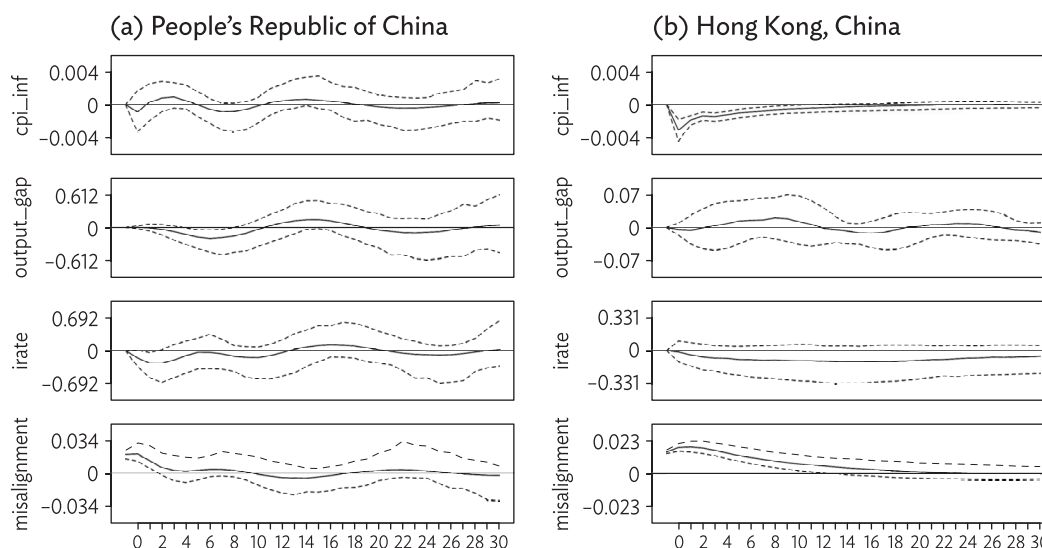 (a) People’s Republic of China
cpi_inf
0.004
0
−0.004
output_gap
0.612
0
−0.612
irate
0.692
0
−0.692
misalignment
0.034
0
−0.034
0 2 4 6 8 10 12 14 16 18 20 22 24 26 28 30
(b) Hong Kong, China
cpi_inf
0.004
0
−0.004
output_gap
0.07
0
−0.07
irate
0.331
0
−0.331
misalignment
0.023
0
−0.023
0 2 4 6 8 10 12 14 16 18 20 22 24 26 28 30